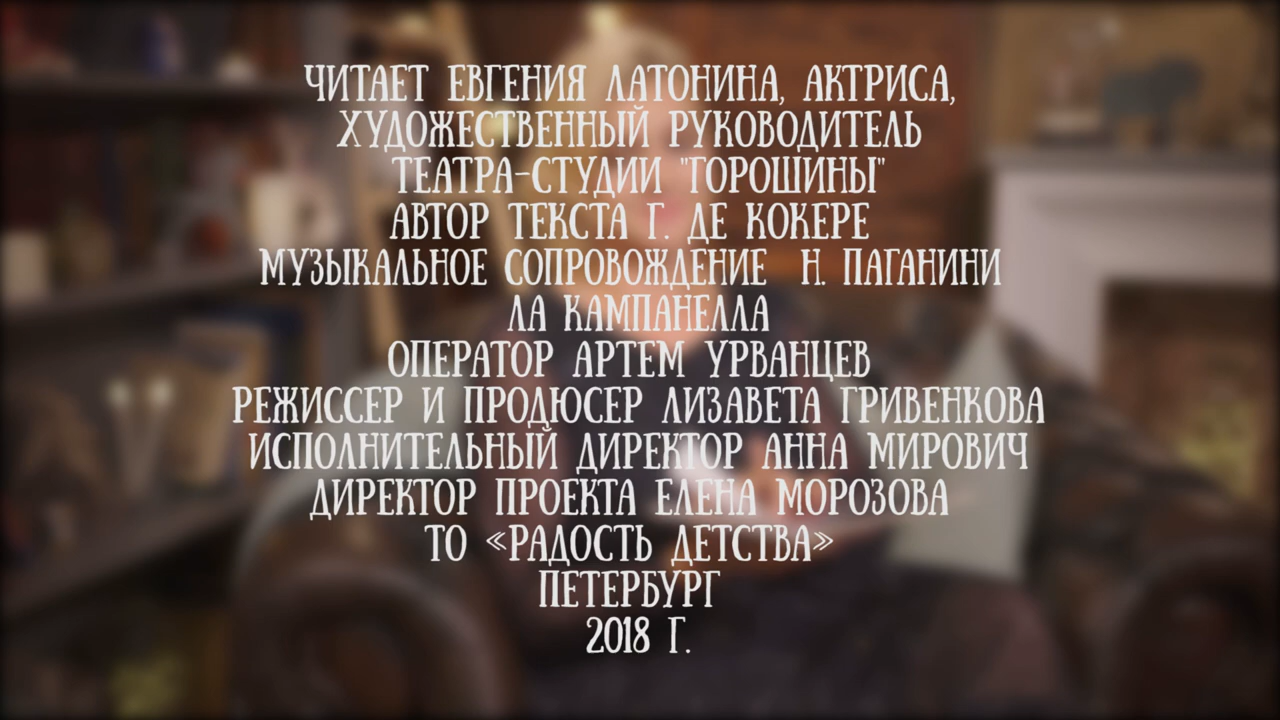 ЧИТАЕТ ЕВГЕНИЯ ЛАТОНИНА, АКТРИСА,
ХУДОЖЕСТВЕННЫЙ РУКОВОДИТЕЛЬ
ТЕАТРА-СТУДИИ "ГОРОШИНЫ"
АВТОР ТЕКСТА Г. ДЕ КОКЕРЕ
МУЗЫКАЛЬНОЕ СОПРОВОЖДЕНИЕ Н. ПАГАНИНИ
ЛА КАМПАНЕЛЛА
ОПЕРАТОР АРТЕМ УРВАНЦЕВ
РЕЖИССЕР И ПРОДЮСЕР ЛИЗАВЕТА ГРИВЕНКОВА
ИСПОЛНИТЕЛЬНЫЙ ДИРЕКТОР АННА МИРОВИЧ
ДИРЕКТОР ПРОЕКТА ЕЛЕНА МОРОЗОВА
ТО «РАДОСТЬ ДЕТСТВА»
ПЕТЕРБУРГ
2018 Г.